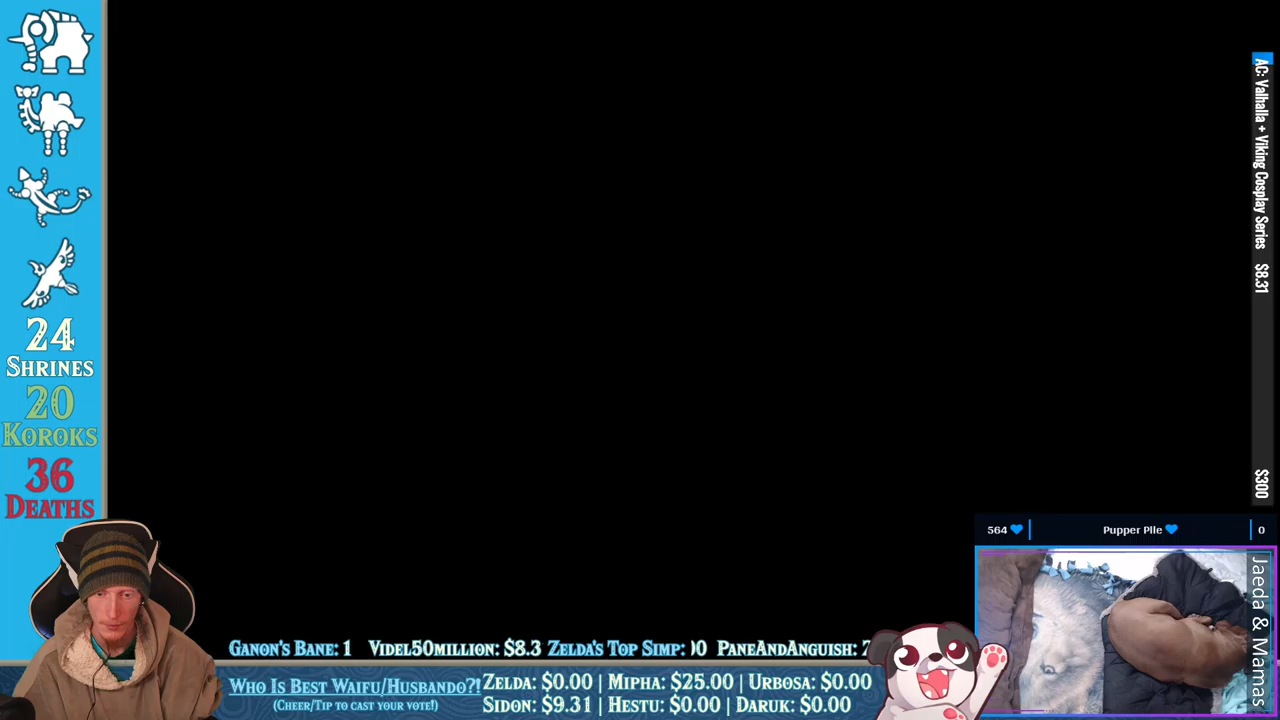 24
SHRINES
20
KOROKS
36
DEATHS
AC: Valhalla + Viking Cosplay Series $8.31
$300
564 Pupper Pile 0
Jaeda & Mamas
GANON'S BANE: 1 VIDEL50MILLION: $8.3 ZELDA'S TOP SIMP: 00 PANEANDANGUISH:
WHO IS BEST WAIFU/HUSBANDO?!
(CHEER/TIP TO CAST YOUR VOTE!)
ZELDA: $0.00 | MIPHA: $25.00 | URBOSA: $0.00
SIDON: $9.31 | HESTU: $0.00 | DARUK: $0.00